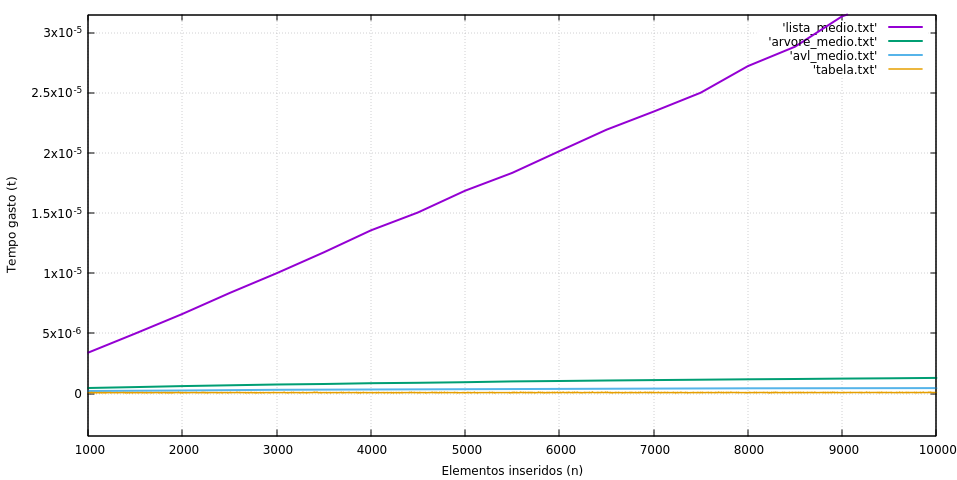 'lista_medio.txt'
'arvore_medio.txt'
'avl_medio.txt'
'tabela.txt'
3x10⁻⁵
2.5x10⁻⁵
2x10⁻⁵
1.5x10⁻⁵
1x10⁻⁵
5x10⁻⁶
0
Tempo gasto (t)
1000 2000 3000 4000 5000 6000 7000 8000 9000 10000
Elementos inseridos (n)